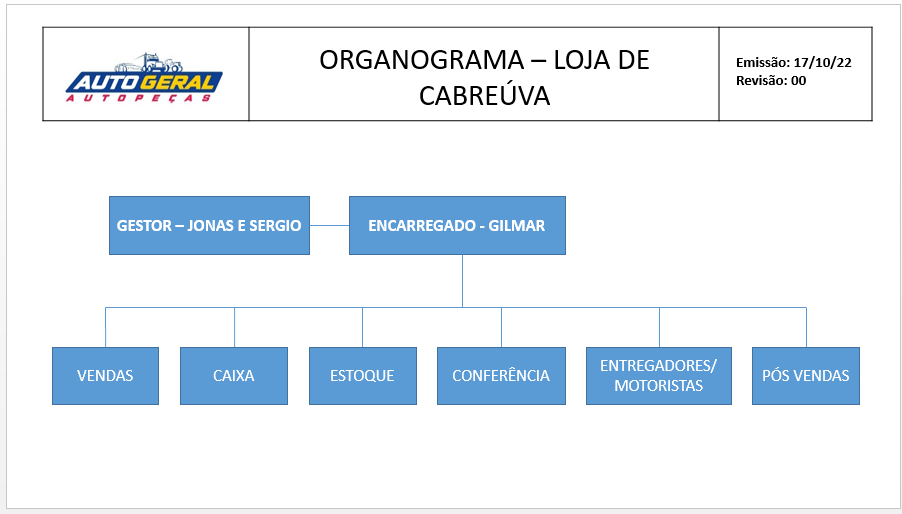 AUTO GERAL
AUTOPEÇAS
ORGANOGRAMA – LOJA DE
CABREÚVA
Emissão: 17/10/22
Revisão: 00
GESTOR – JONAS E SERGIO
ENCARREGADO - GILMAR
VENDAS
CAIXA
ESTOQUE
CONFERÊNCIA
ENTREGADORES/
MOTORISTAS
PÓS VENDAS